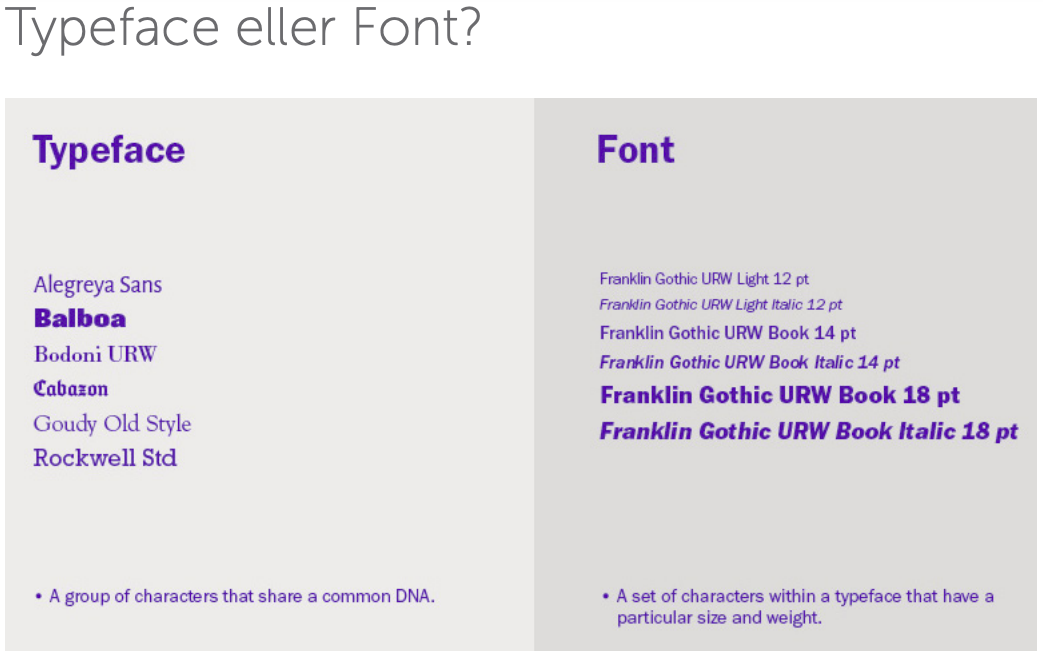 Typeface eller Font?
Typeface
Alegreya Sans
Balboa
Bodoni URW
Cabazon
Goudy Old Style
Rockwell Std
• A group of characters that share a common DNA.
Font
Franklin Gothic URW Light 12 pt
Franklin Gothic URW Light Italic 12 pt
Franklin Gothic URW Book 14 pt
Franklin Gothic URW Book Italic 14 pt
Franklin Gothic URW Book 18 pt
Franklin Gothic URW Book Italic 18 pt
• A set of characters within a typeface that have a
particular size and weight.